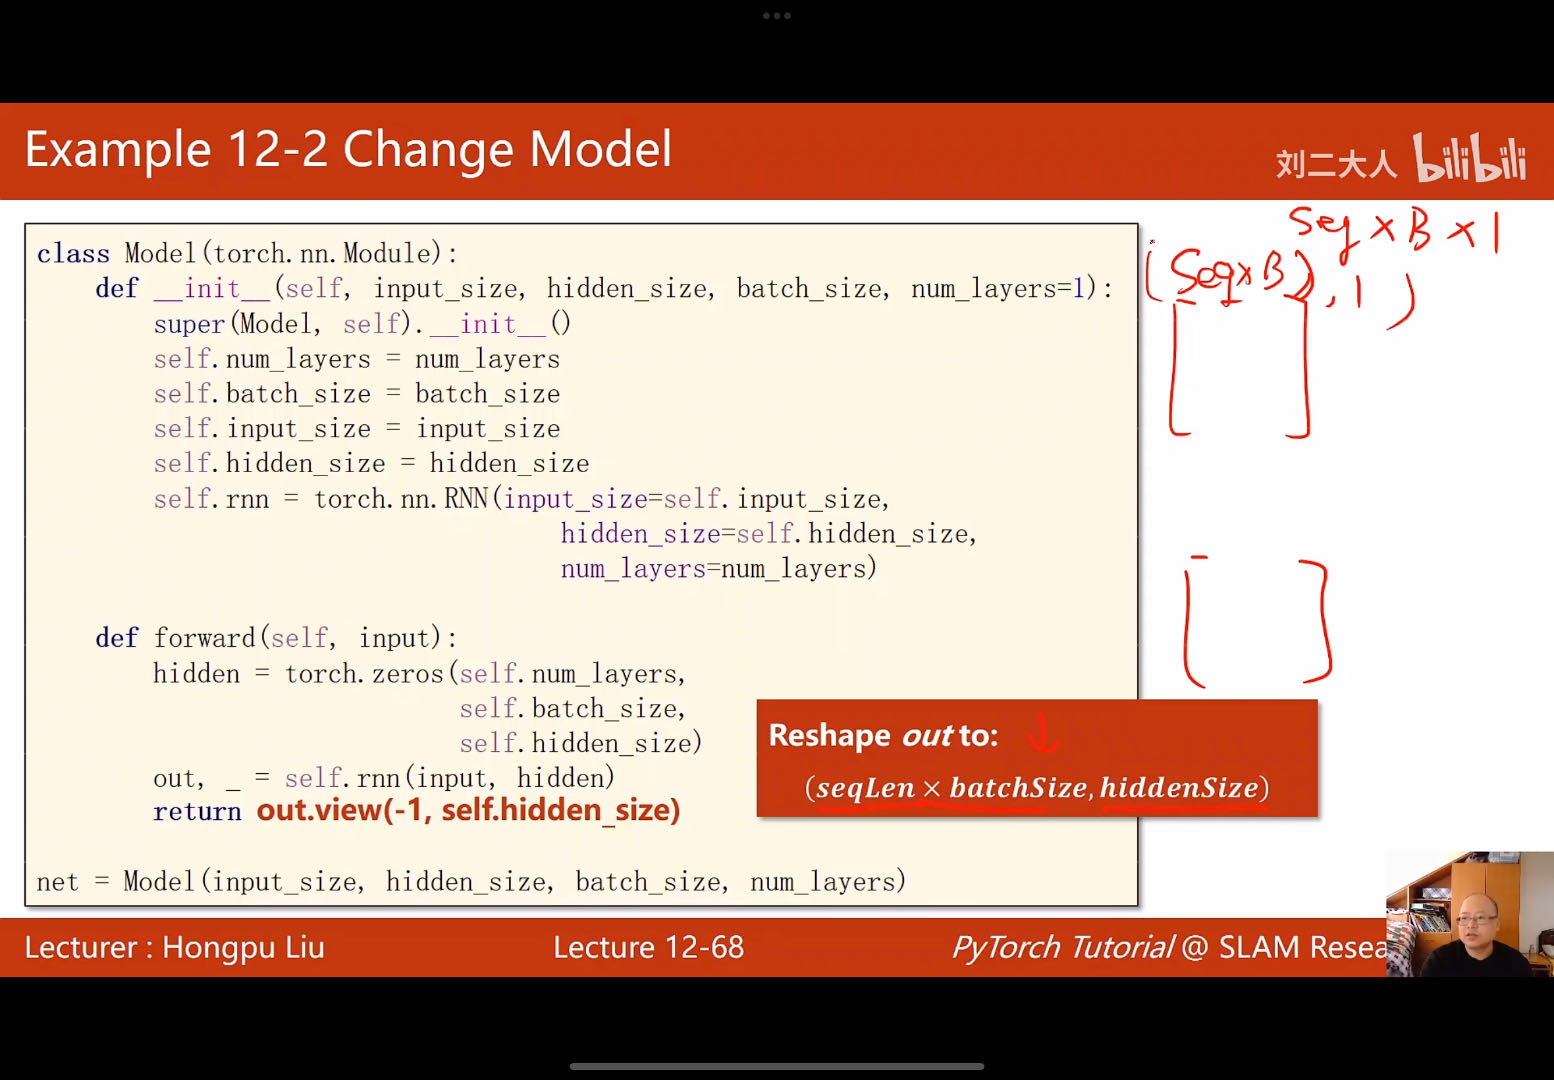 Example 12-2 Change Model
刘二大人 bilibili
Seq × B × 1
(Seq×B), 1)
class Model(torch.nn.Module):
def __init__(self, input_size, hidden_size, batch_size, num_layers=1):
super(Model, self).__init__()
self.num_layers = num_layers
self.batch_size = batch_size
self.input_size = input_size
self.hidden_size = hidden_size
self.rnn = torch.nn.RNN(input_size=self.input_size,
hidden_size=self.hidden_size,
num_layers=num_layers)
def forward(self, input):
hidden = torch.zeros(self.num_layers,
self.batch_size,
self.hidden_size)
out, _ = self.rnn(input, hidden)
return out.view(-1, self.hidden_size)
Reshape out to:
(seqLen × batchSize, hiddenSize)
net = Model(input_size, hidden_size, batch_size, num_layers)
Lecturer : Hongpu Liu
Lecture 12-68
PyTorch Tutorial @ SLAM Resea